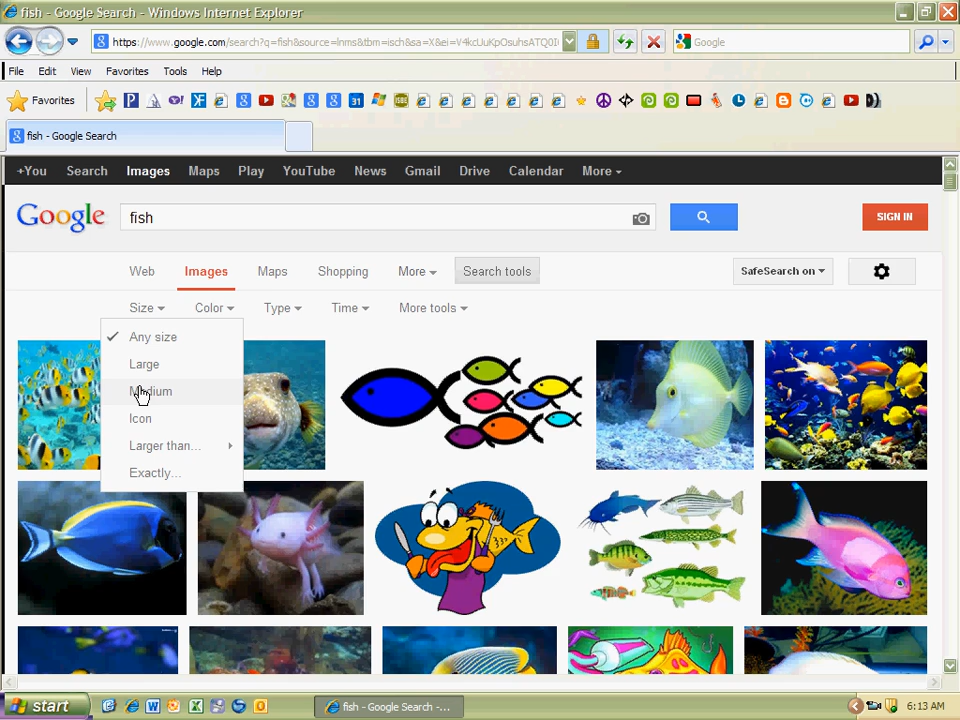 fish - Google Search - Windows Internet Explorer
https://www.google.com/search?q=fish&source=lnms&tbm=isch&sa=X&ei=
Google
File Edit View Favorites Tools Help
Favorites
fish - Google Search
+You Search Images Maps Play YouTube News Gmail Drive Calendar More
Google
fish
SIGN IN
Web Images Maps Shopping More Search tools
SafeSearch on
Size Color Type Time More tools
Any size
Large
Medium
Icon
Larger than...
Exactly...
start
fish - Google Search -...
6:13 AM